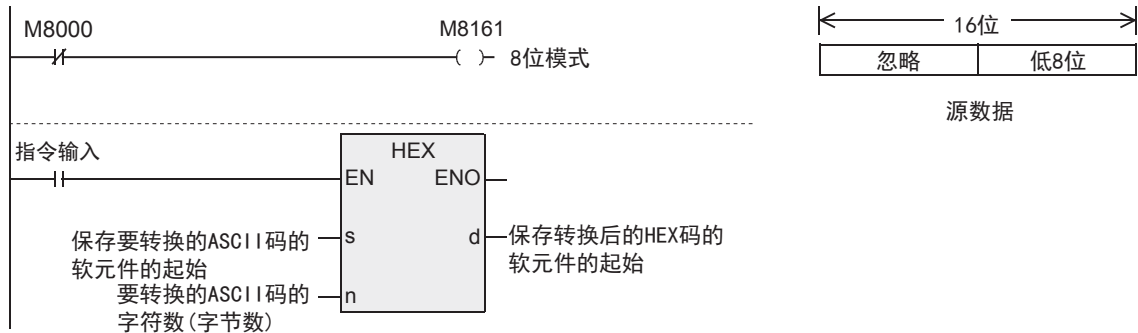 M8000
M8161
8位模式
16位
忽略
低8位
源数据
指令输入
HEX
EN
ENO
保存要转换的ASCII码的
软元件的起始
s
d
保存转换后的HEX码的
软元件的起始
要转换的ASCII码的
字符数(字节数)
n